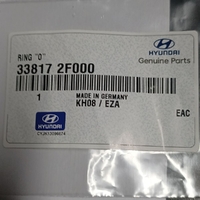 RING "O"
33817 2F000
HYUNDAI
Genuine Parts
1
MADE IN GERMANY
KH08 / EZA
EAC
HYUNDAI